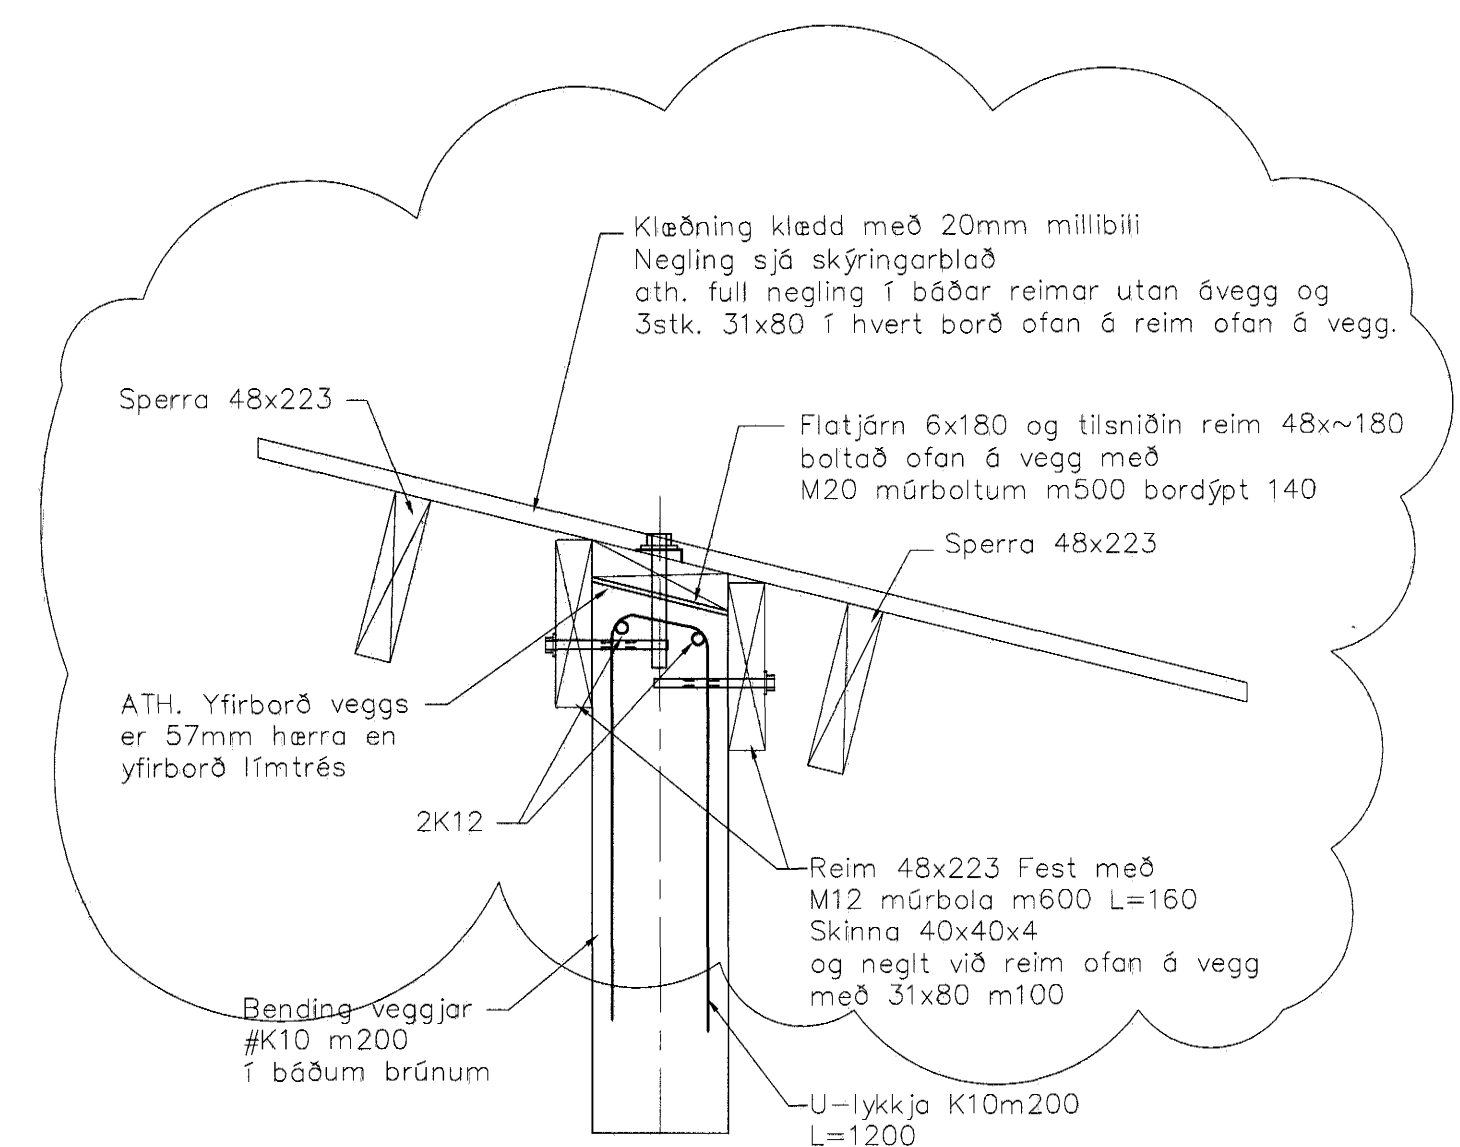 Klæðning klædd með 20mm millibili
Negling sjá skýringarblað
ath. full negling í báðar reimar utan ávegg og
3stk. 31x80 í hvert borð ofan á reim ofan á vegg.
Sperra 48x223
Flatjárn 6x180 og tilsniðin reim 48x~180
boltað ofan á vegg með
M20 múrboltum m500 bordýpt 140
Sperra 48x223
ATH. Yfirborð veggs
er 57mm hærra en
yfirborð límtrés
2K12
Reim 48x223 Fest með
M12 múrbola m600 L=160
Skinna 40x40x4
og neglt við reim ofan á vegg
með 31x80 m100
Bending veggjar
#K10 m200
í báðum brúnum
U-lykkja K10m200
L=1200